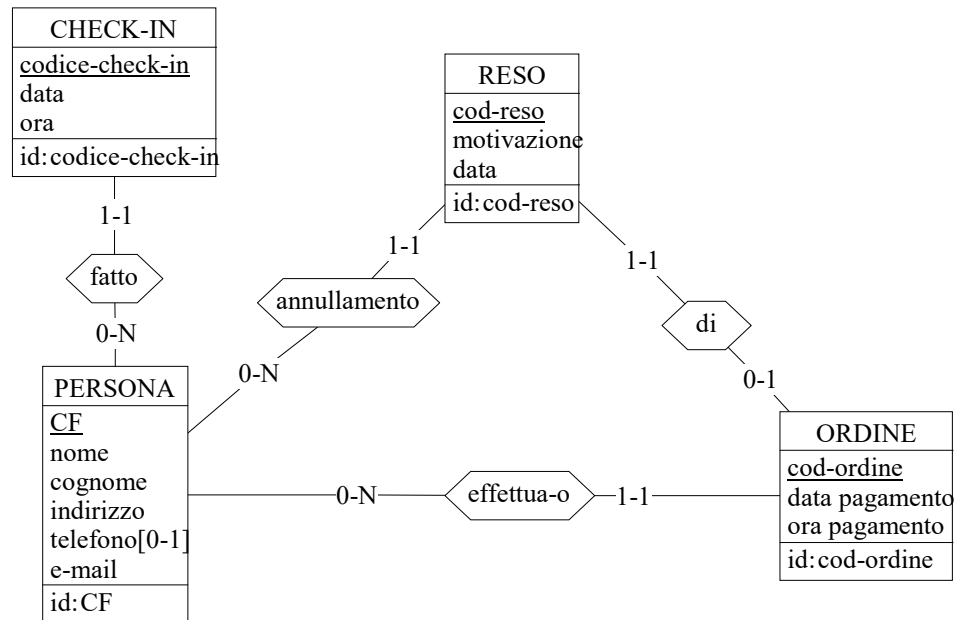 CHECK-IN
codice-check-in
data
ora
id:codice-check-in
1-1
fatto
0-N
PERSONA
CF
nome
cognome
indirizzo
telefono[0-1]
e-mail
id:CF
RESO
cod-reso
motivazione
data
id:cod-reso
1-1
annullamento
0-N
1-1
di
0-1
0-N
effettua-o
1-1
ORDINE
cod-ordine
data pagamento
ora pagamento
id:cod-ordine